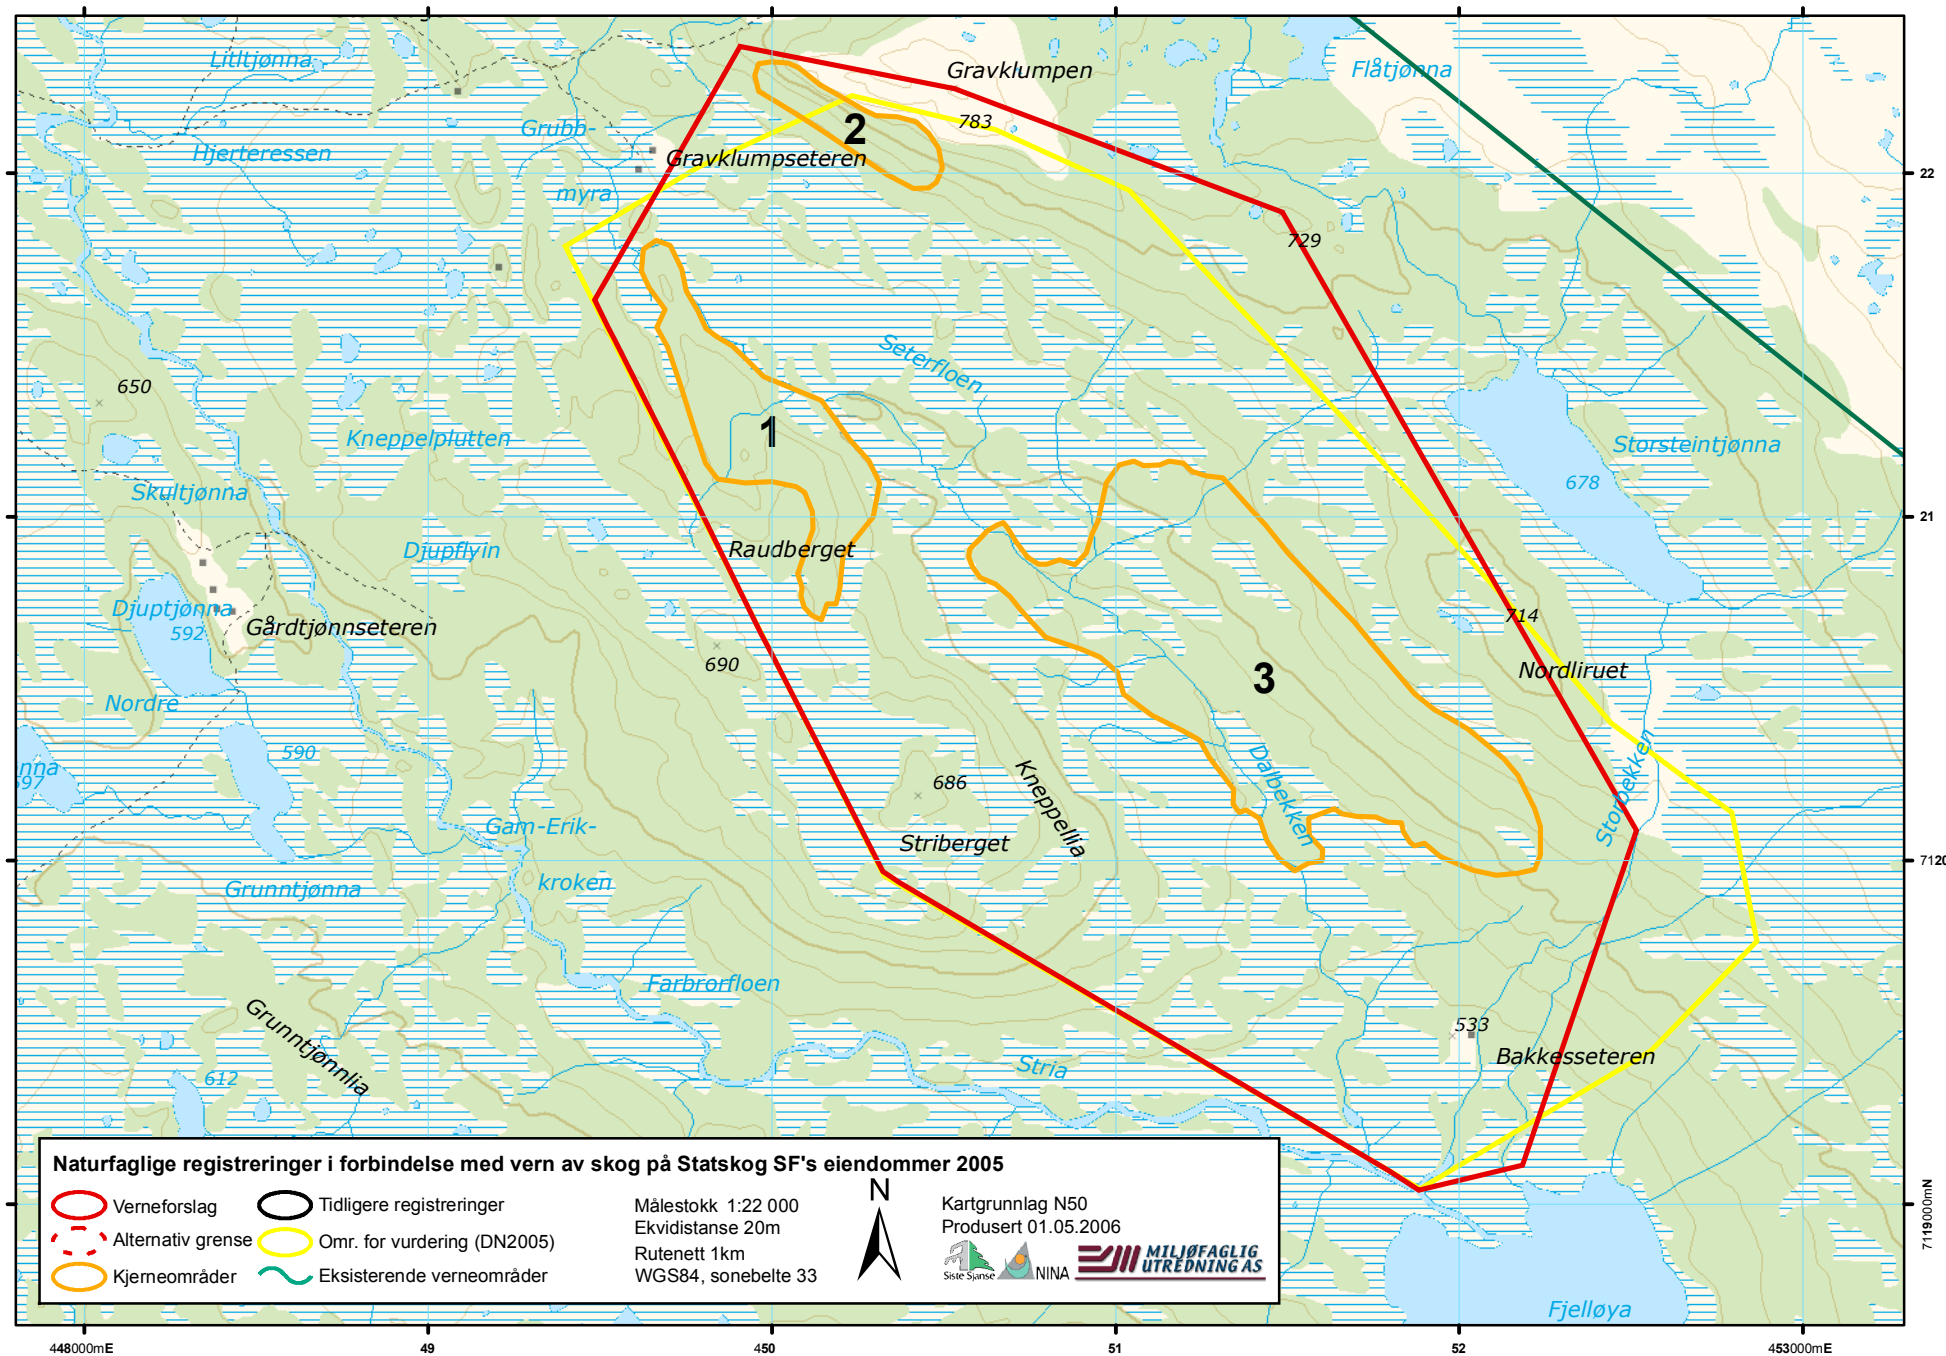 Litltjønna
Gravklumpen
Flåtjønna
Grubb-
783
2
Hjerteressen
Gravklumpseteren
22
myra
729
Seterfloen
650
1
Kneppelplutten
Storsteintjønna
678
Skultjønna
21
Djupflyin
Raudberget
Djuptjønna
592
Gårdtjønnseteren
714
690
3
Nordliruet
Nordre
590
Dalbekken
Storbekken
nna
597
686
Kneppellia
Gam-Erik-
Striberget
7120
Grunntjønna
kroken
Farbrorfloen
Grunntjønnlia
533
Bakkesseteren
Stria
612
Naturfaglige registreringer i forbindelse med vern av skog på Statskog SF's eiendommer 2005
Verneforslag
Tidligere registreringer
Alternativ grense
Omr. for vurdering (DN2005)
Kjerneområder
Eksisterende verneområder
Målestokk 1:22 000
Ekvidistanse 20m
Rutenett 1km
WGS84, sonebelte 33
N
Kartgrunnlag N50
Produsert 01.05.2006
Siste Sjanse
NINA
MILJØFAGLIG
UTREDNING AS
7119000mN
Fjelløya
448000mE
49
450
51
52
453000mE